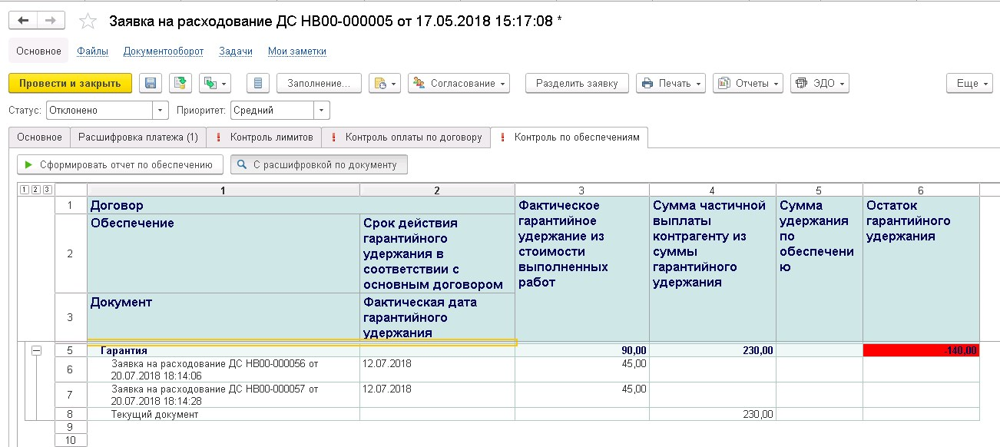 Заявка на расходование ДС НВ00-000005 от 17.05.2018 15:17:08 *
Основное Файлы Документооборот Задачи Мои заметки
Провести и закрыть Заполнение... Согласование Разделить заявку Печать Отчеты ЭДО Еще
Статус: Отклонено Приоритет: Средний
Основное Расшифровка платежа (1) ! Контроль лимитов ! Контроль оплаты по договору ! Контроль по обеспечениям
Сформировать отчет по обеспечению С расшифровкой по документу
1 2 3 1 2 3 4 5 6
1 Договор
2 Обеспечение
Срок действия
гарантийного
удержания в
соответствии с
основным договором
3 Документ
Фактическая дата
гарантийного
удержания
Фактическое
гарантийное
удержание из
стоимости
выполненных
работ
Сумма частичной
выплаты
контрагенту из
суммы
гарантийного
удержания
Сумма
удержания
по
обеспечени
ю
Остаток
гарантийного
удержания
5 Гарантия 90,00 230,00 -140,00
6 Заявка на расходование ДС НВ00-000056 от 12.07.2018 45,00
20.07.2018 18:14:06
7 Заявка на расходование ДС НВ00-000057 от 12.07.2018 45,00
20.07.2018 18:14:28
8 Текущий документ 230,00
9
10